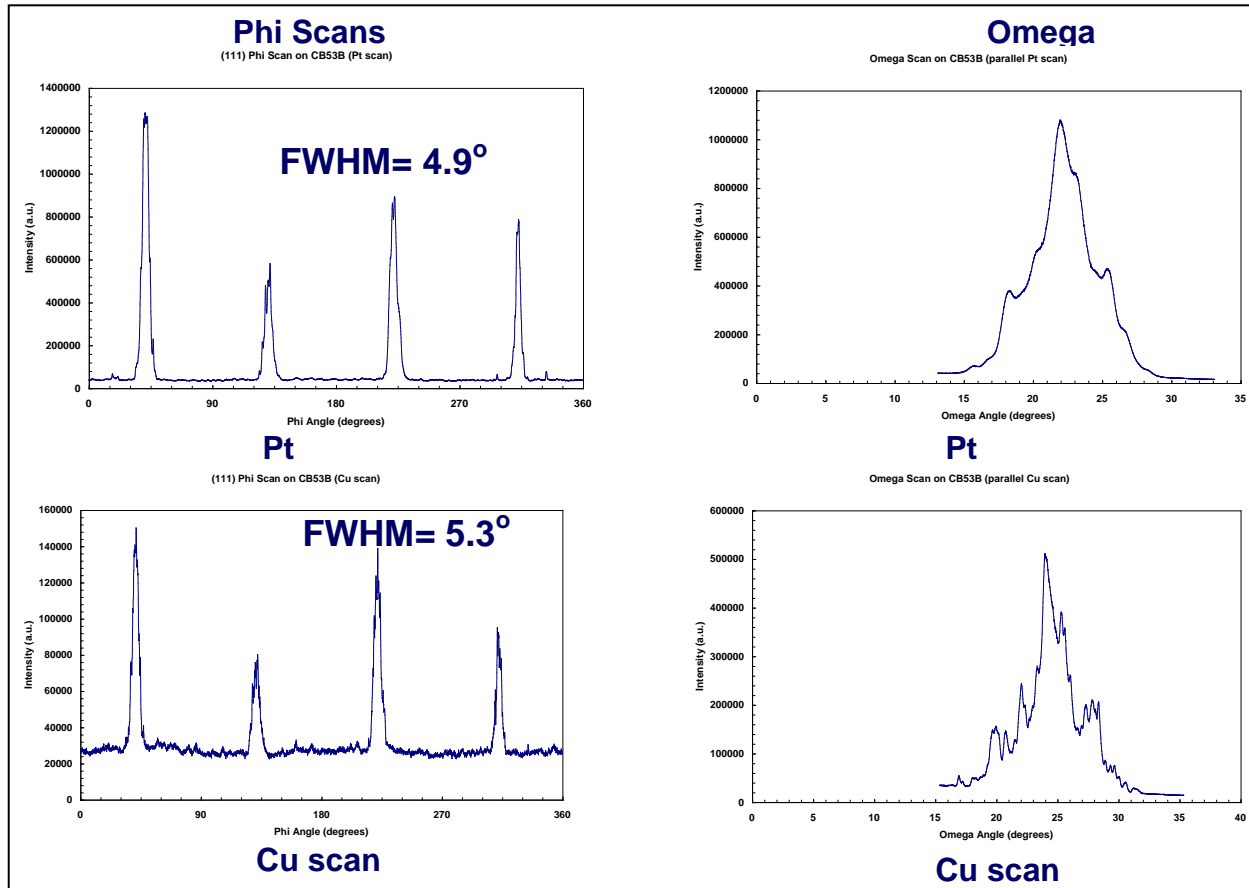 Phi Scans
(111) Phi Scan on CB53B (Pt scan)
1400000
1200000
1000000
800000
600000
400000
200000
0
Intensity (a.u.)
FWHM= 4.9o
0 90 180 270 360
Phi Angle (degrees)
Pt
Omega
Omega Scan on CB53B (parallel Pt scan)
1200000
1000000
800000
600000
400000
200000
0
Intensity (a.u.)
0 5 10 15 20 25 30 35
Omega Angle (degrees)
Pt
(111) Phi Scan on CB53B (Cu scan)
160000
140000
120000
100000
80000
60000
40000
20000
0
Intensity (a.u.)
FWHM= 5.3o
0 90 180 270 360
Phi Angle (degrees)
Cu scan
Omega Scan on CB53B (parallel Cu scan)
600000
500000
400000
300000
200000
100000
0
Intensity (a.u.)
0 5 10 15 20 25 30 35 40
Omega Angle (degrees)
Cu scan